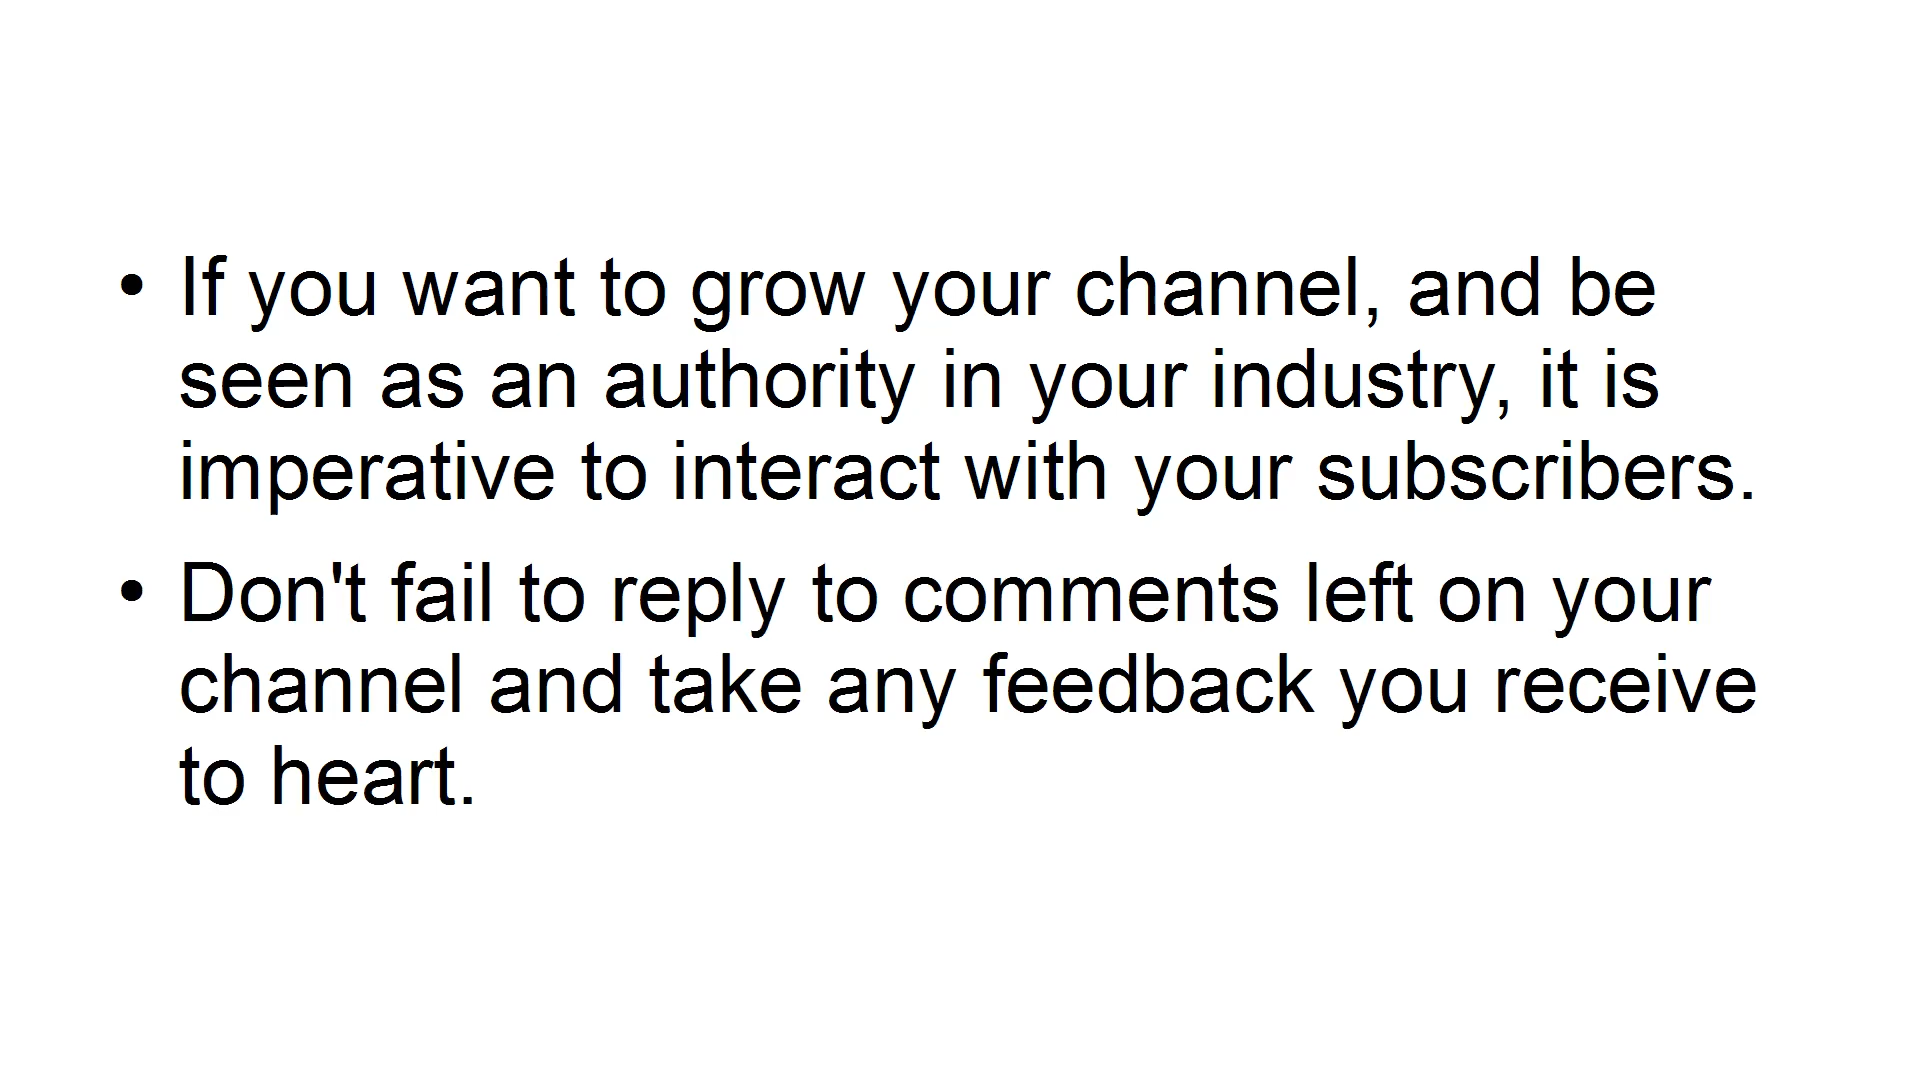 • If you want to grow your channel, and be
seen as an authority in your industry, it is
imperative to interact with your subscribers.
• Don't fail to reply to comments left on your
channel and take any feedback you receive
to heart.